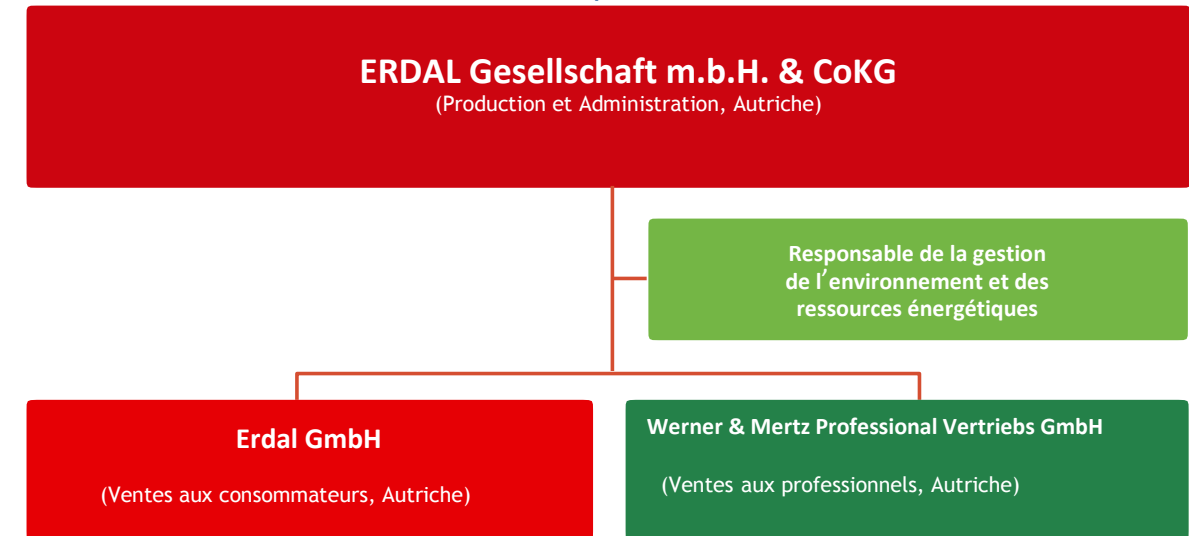 ERDAL Gesellschaft m.b.H. & CoKG
(Production et Administration, Autriche)
Responsable de la gestion
de l’environnement et des
ressources énergétiques
Erdal GmbH
(Ventes aux consommateurs, Autriche)
Werner & Mertz Professional Vertriebs GmbH
(Ventes aux professionnels, Autriche)